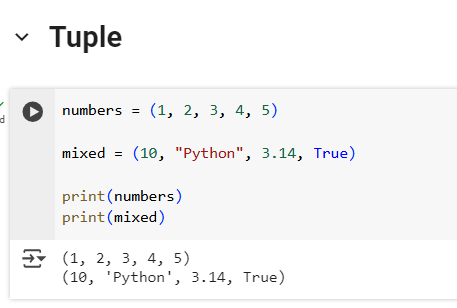 Tuple
numbers = (1, 2, 3, 4, 5)
mixed = (10, "Python", 3.14, True)
print(numbers)
print(mixed)
(1, 2, 3, 4, 5)
(10, 'Python', 3.14, True)